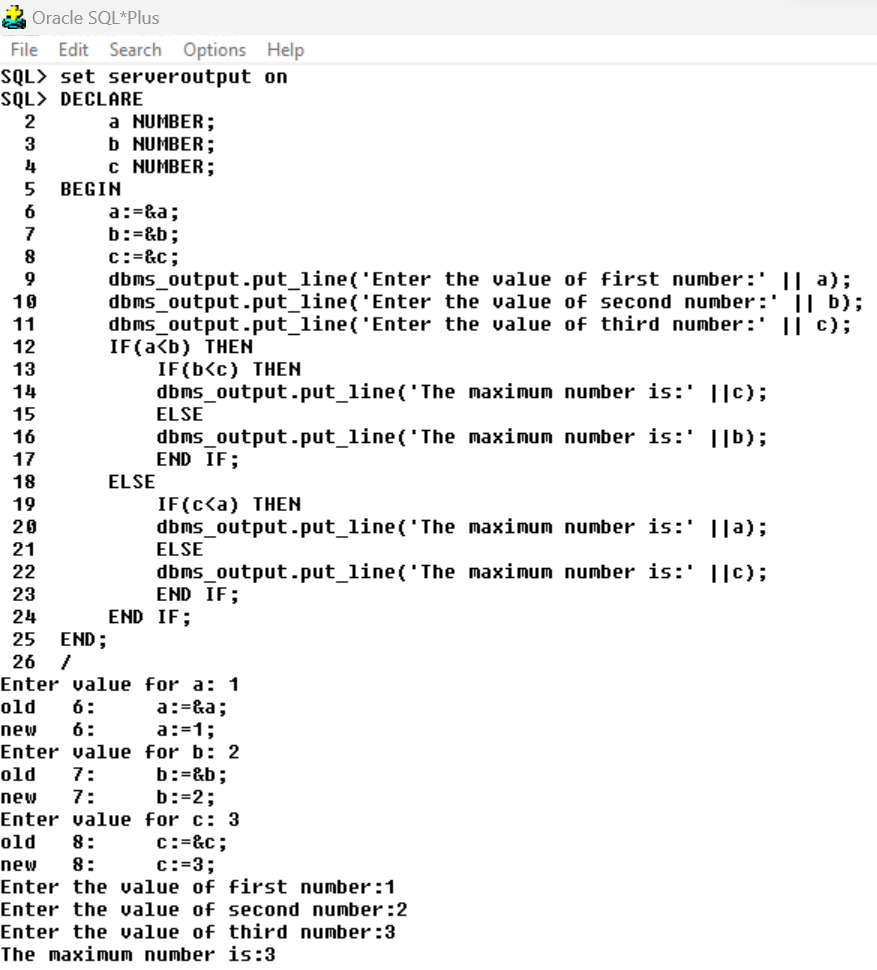 Oracle SQL*Plus
File Edit Search Options Help
SQL> set serveroutput on
SQL> DECLARE
  2      a NUMBER;
  3      b NUMBER;
  4      c NUMBER;
  5  BEGIN
  6      a:=&a;
  7      b:=&b;
  8      c:=&c;
  9      dbms_output.put_line('Enter the value of first number:' || a);
 10      dbms_output.put_line('Enter the value of second number:' || b);
 11      dbms_output.put_line('Enter the value of third number:' || c);
 12      IF(a<b) THEN
 13          IF(b<c) THEN
 14          dbms_output.put_line('The maximum number is:' ||c);
 15          ELSE
 16          dbms_output.put_line('The maximum number is:' ||b);
 17          END IF;
 18      ELSE
 19          IF(c<a) THEN
 20          dbms_output.put_line('The maximum number is:' ||a);
 21          ELSE
 22          dbms_output.put_line('The maximum number is:' ||c);
 23          END IF;
 24      END IF;
 25  END;
 26  /
Enter value for a: 1
old   6:     a:=&a;
new   6:     a:=1;
Enter value for b: 2
old   7:     b:=&b;
new   7:     b:=2;
Enter value for c: 3
old   8:     c:=&c;
new   8:     c:=3;
Enter the value of first number:1
Enter the value of second number:2
Enter the value of third number:3
The maximum number is:3